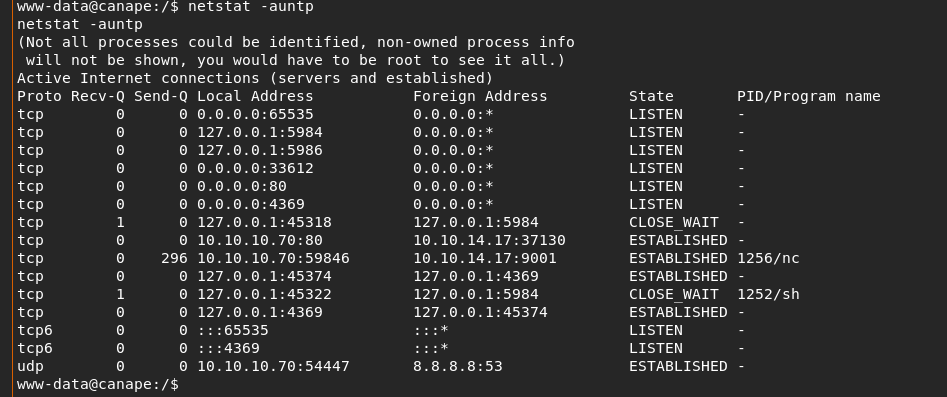 www-data@canape:/$ netstat -auntp
netstat -auntp
(Not all processes could be identified, non-owned process info
 will not be shown, you would have to be root to see it all.)
Active Internet connections (servers and established)
Proto Recv-Q Send-Q Local Address           Foreign Address         State       PID/Program name
tcp        0      0 0.0.0.0:65535           0.0.0.0:*               LISTEN      -
tcp        0      0 127.0.0.1:5984          0.0.0.0:*               LISTEN      -
tcp        0      0 127.0.0.1:5986          0.0.0.0:*               LISTEN      -
tcp        0      0 0.0.0.0:33612           0.0.0.0:*               LISTEN      -
tcp        0      0 0.0.0.0:80              0.0.0.0:*               LISTEN      -
tcp        0      0 0.0.0.0:4369            0.0.0.0:*               LISTEN      -
tcp        1      0 127.0.0.1:45318         127.0.0.1:5984          CLOSE_WAIT  -
tcp        0      0 10.10.10.70:80          10.10.14.17:37130       ESTABLISHED -
tcp        0    296 10.10.10.70:59846       10.10.14.17:9001        ESTABLISHED 1256/nc
tcp        0      0 127.0.0.1:45374         127.0.0.1:4369          ESTABLISHED -
tcp        1      0 127.0.0.1:45322         127.0.0.1:5984          CLOSE_WAIT  1252/sh
tcp        0      0 127.0.0.1:4369          127.0.0.1:45374         ESTABLISHED -
tcp6       0      0 :::65535                :::*                    LISTEN      -
tcp6       0      0 :::4369                 :::*                    LISTEN      -
udp        0      0 10.10.10.70:54447       8.8.8.8:53              ESTABLISHED -
www-data@canape:/$